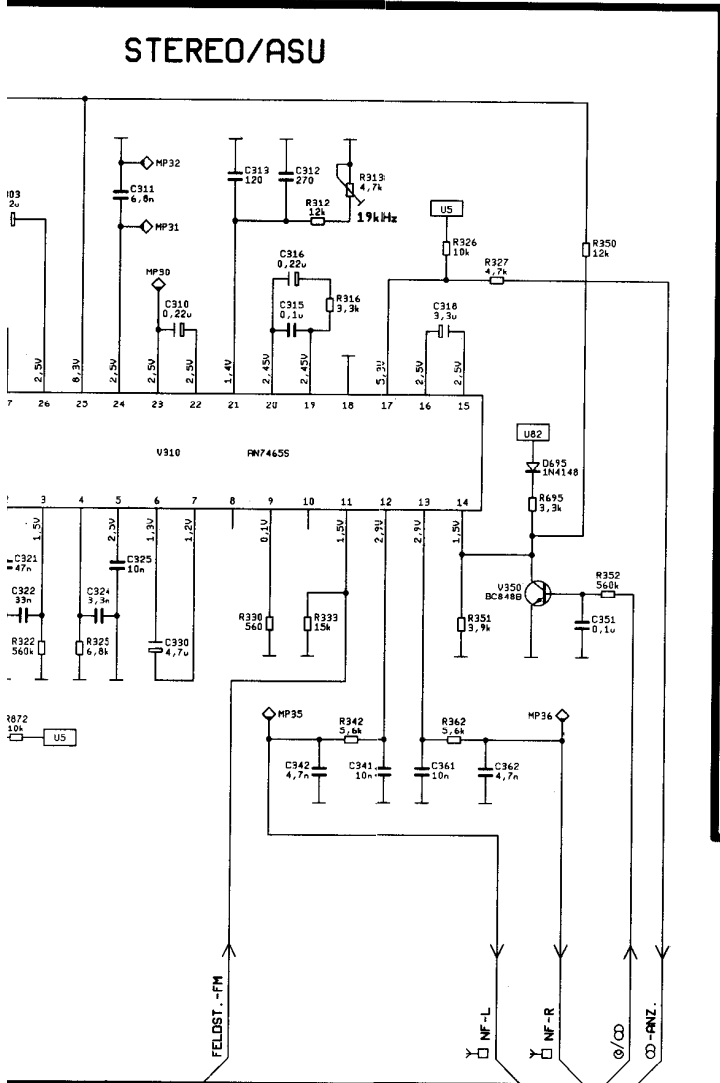 STEREO/ASU
MP32
C311
6,8n
MP31
C313
120
C312
270
R313
4,7k
R312
12k
19kHz
U5
R326
10k
R327
4,7k
R350
12k
MP30
C310
0,22u
C316
0,22u
C315
0,1u
R316
3,3k
C318
3,3u
2,5V
8,3V
2,5V
2,5V
2,5V
1,4V
2,45V
2,45V
5,3V
2,5V
2,5V
26 25 24 23 22 21 20 19 18 17 16 15
V310 AN7465S
3 4 5 6 7 8 9 10 11 12 13 14
1,5V
2,5V
1,3V
1,2V
0,1V
1,5V
2,9V
2,9V
1,5V
U82
D695
1N4148
R695
3,3k
C321
47n
C325
10n
C322
33n
C324
3,3n
R322
560k
R325
6,8k
C330
4,7u
R330
560
R333
15k
R351
3,9k
V350
BC848B
R352
560k
C351
0,1u
R872
10k
U5
MP35
R342
5,6k
R362
5,6k
MP36
C342
4,7n
C341
10n
C361
10n
C362
4,7n
FELDST.-FM
NF-L
NF-R
-ANZ.